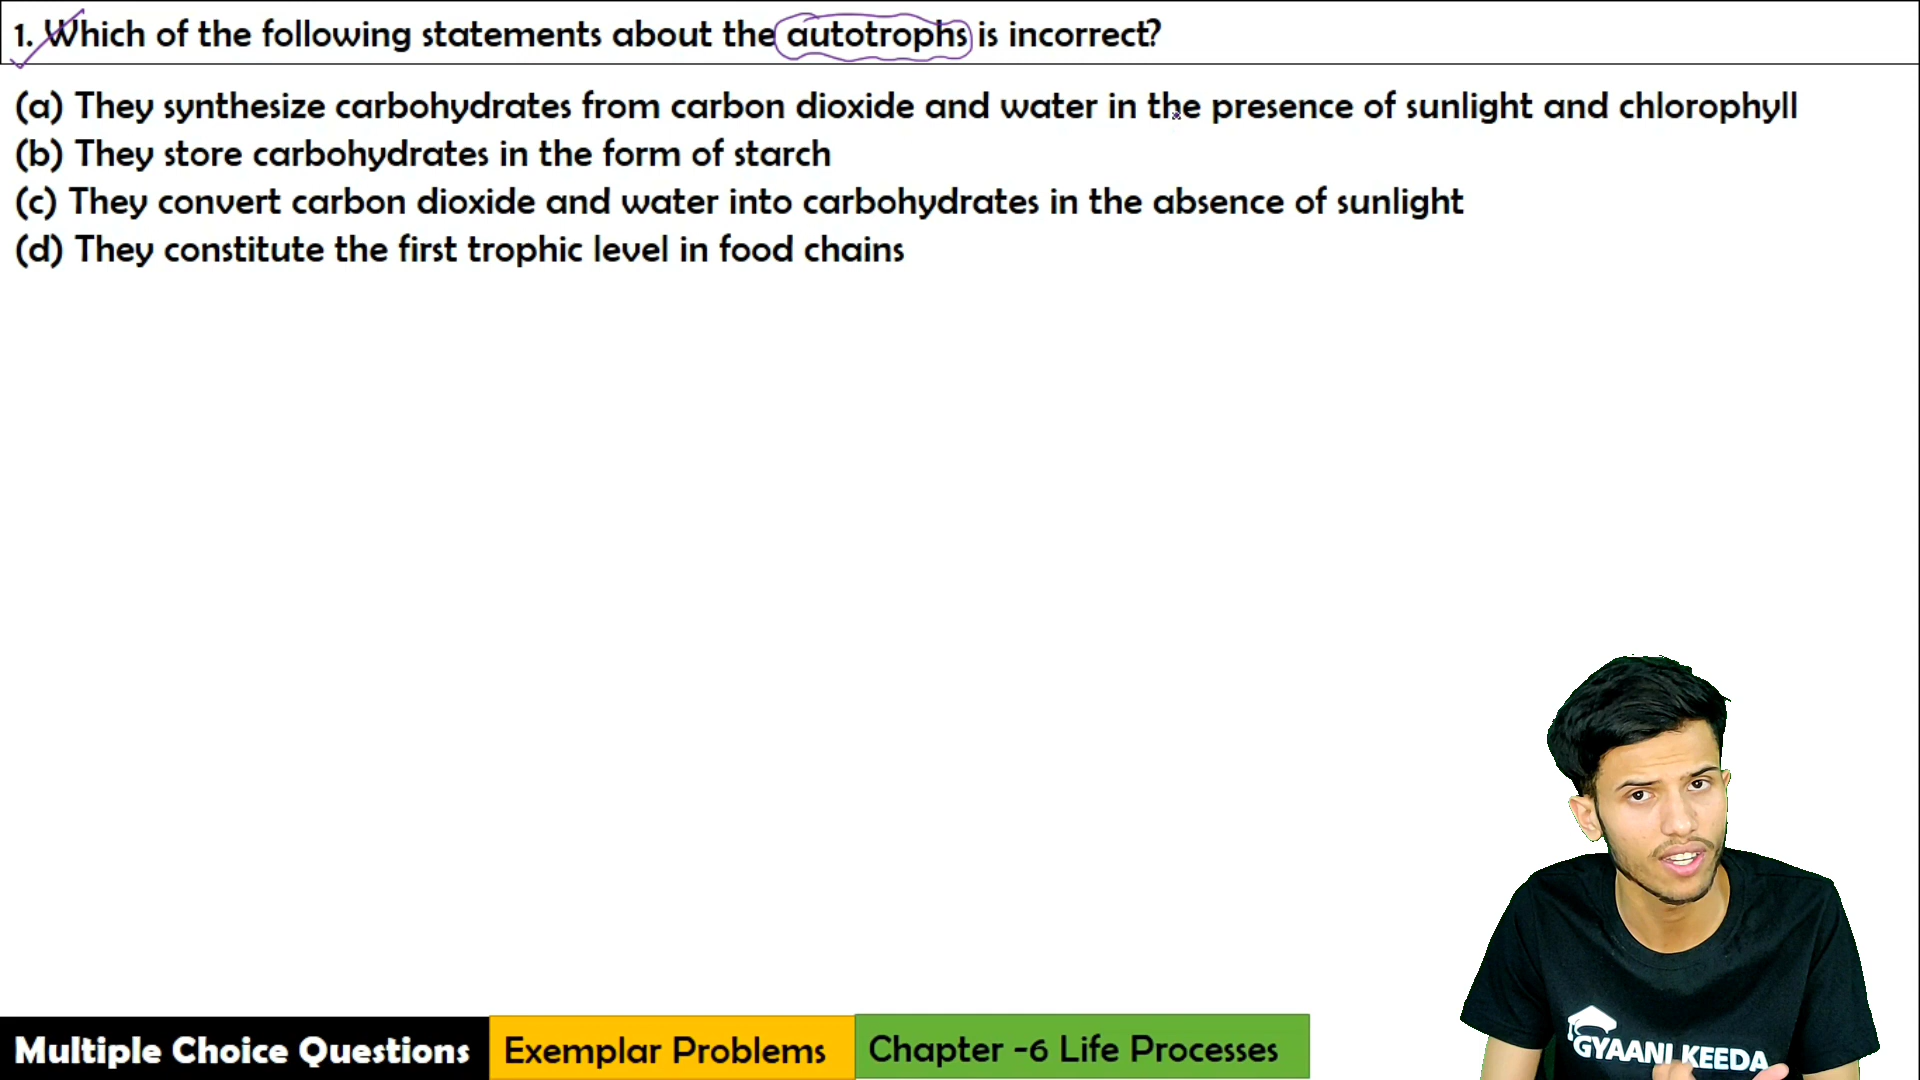 1. Which of the following statements about the autotrophs is incorrect?
(a) They synthesize carbohydrates from carbon dioxide and water in the presence of sunlight and chlorophyll
(b) They store carbohydrates in the form of starch
(c) They convert carbon dioxide and water into carbohydrates in the absence of sunlight
(d) They constitute the first trophic level in food chains
GYAANI KEEDA
Multiple Choice Questions Exemplar Problems Chapter -6 Life Processes